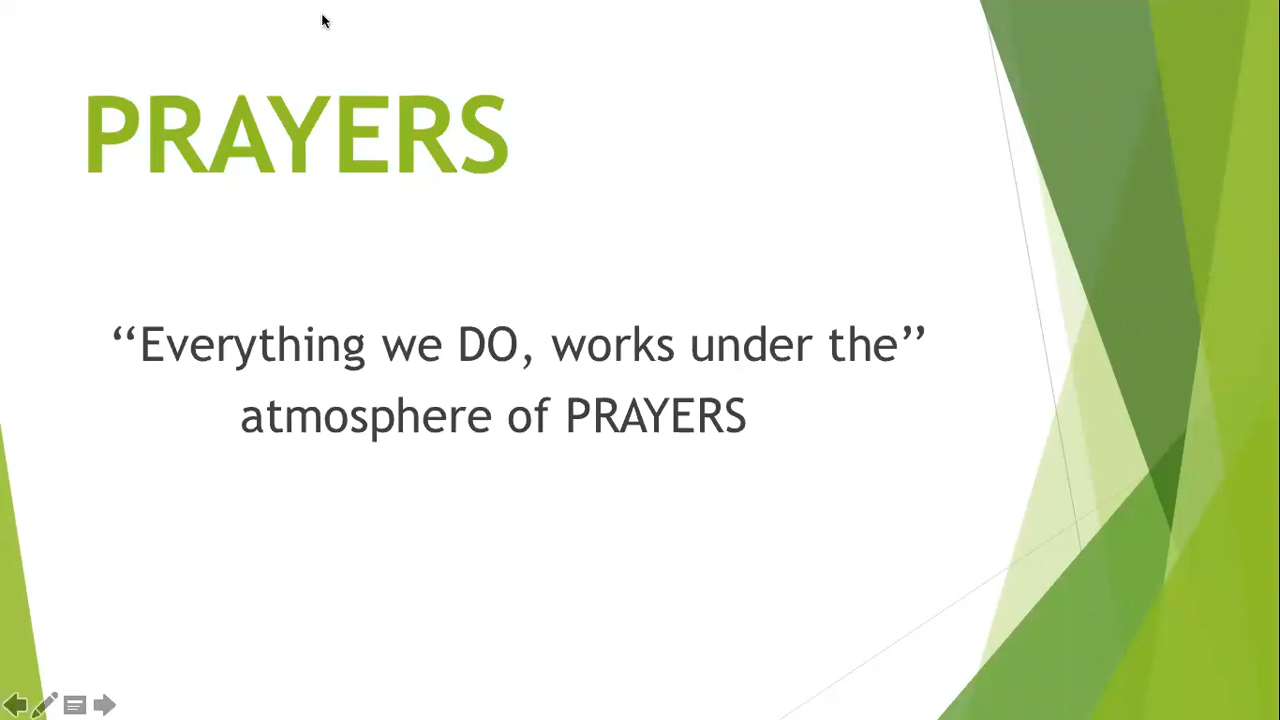 PRAYERS
‘‘Everything we DO, works under the’’
atmosphere of PRAYERS